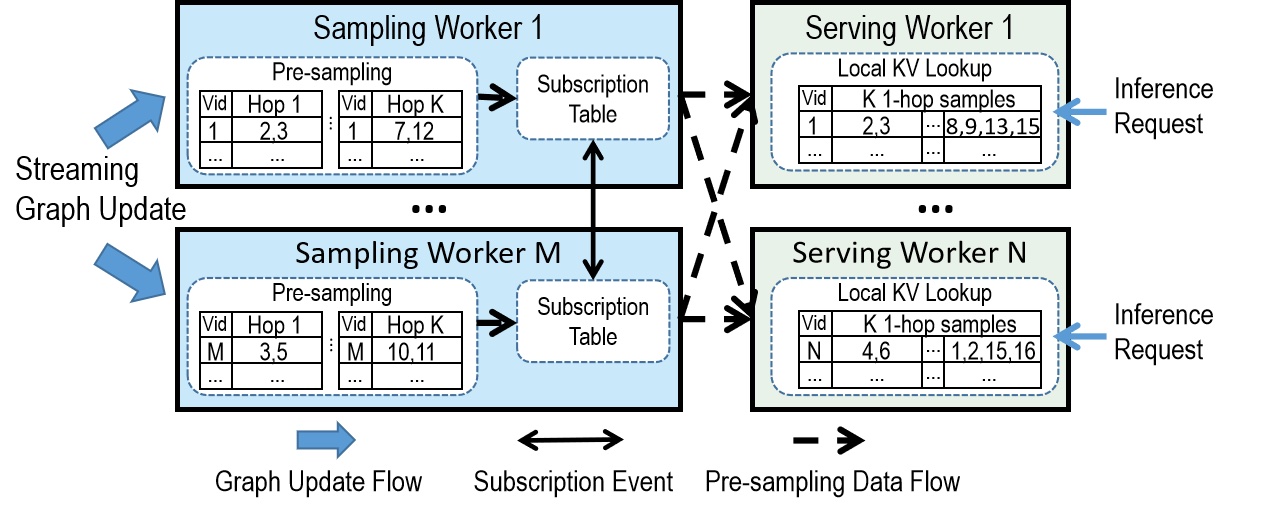 Sampling Worker 1
Serving Worker 1
Pre-sampling
Vid Hop 1 ⋮ Vid Hop K
1 2,3 1 7,12
... ... ... ...
Subscription
Table
Local KV Lookup
Vid K 1-hop samples
1 2,3 ... 8,9,13,15
... ... ... ...
Inference
Request
Streaming
Graph Update
...
...
Sampling Worker M
Serving Worker N
Pre-sampling
Vid Hop 1 ⋮ Vid Hop K
M 3,5 M 10,11
... ... ... ...
Subscription
Table
Local KV Lookup
Vid K 1-hop samples
N 4,6 ... 1,2,15,16
... ... ... ...
Inference
Request
Graph Update Flow
Subscription Event
Pre-sampling Data Flow